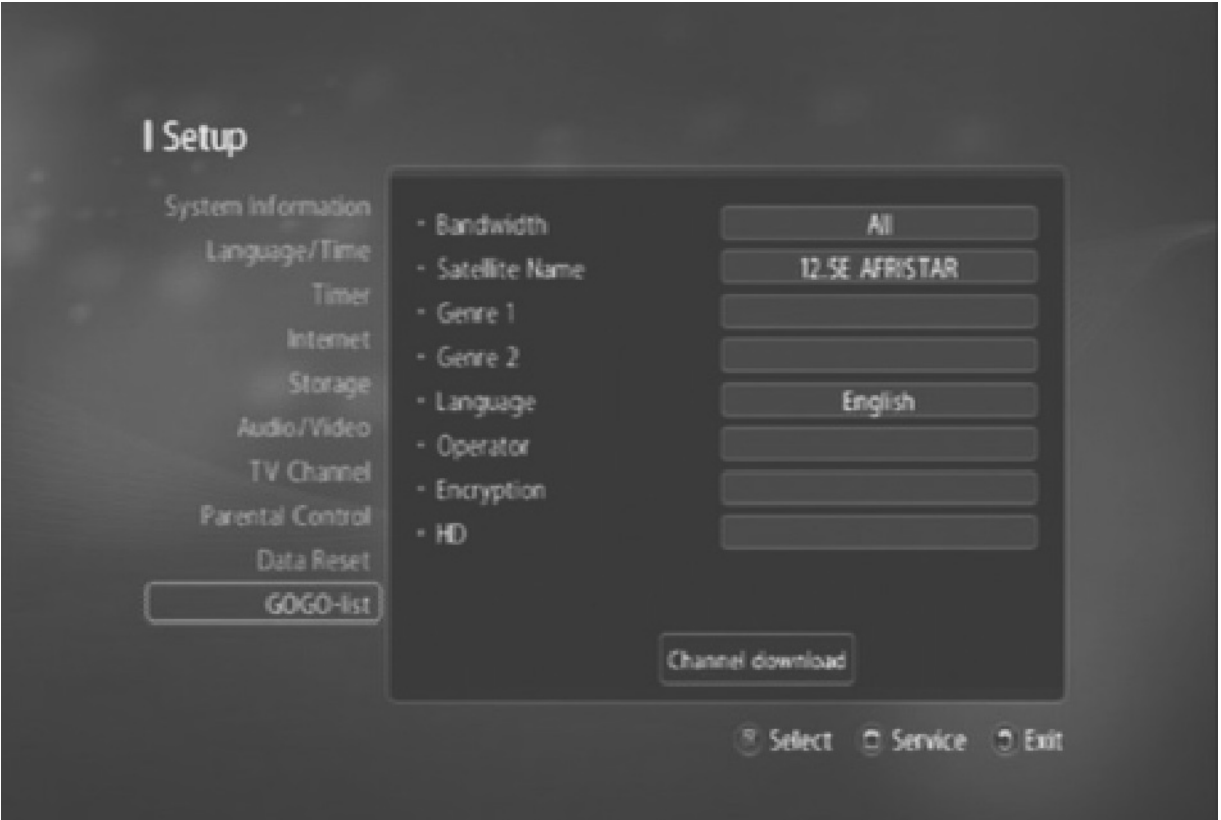 Setup
System Information
Language/Time
Timer
Internet
Storage
Audio/Video
TV Channel
Parental Control
Data Reset
GOGO-list
- Bandwidth All
- Satellite Name 12.5E AFRISTAR
- Genre 1
- Genre 2
- Language English
- Operator
- Encryption
- HD
Channel download
Select Service Exit